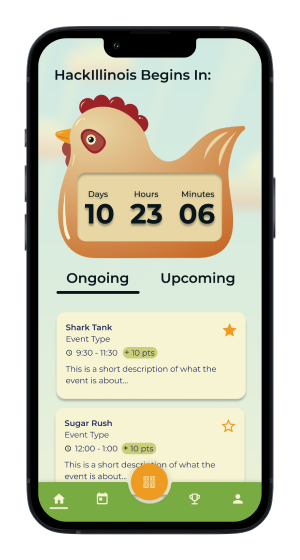 HackIllinois Begins In:
Days Hours Minutes
10 23 06
Ongoing Upcoming
Shark Tank
Event Type
9:30 - 11:30 + 10 pts
This is a short description of what the
event is about...
Sugar Rush
Event Type
12:00 - 1:00 + 10 pts
This is a short description of what the
event is about...